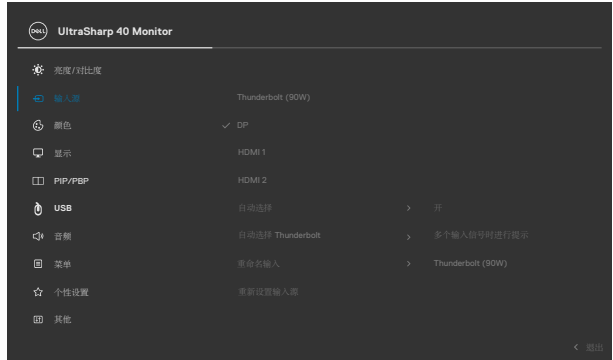 DELL UltraSharp 40 Monitor
亮度/对比度
输入源 Thunderbolt (90W)
颜色 ✓ DP
显示 HDMI 1
PIP/PBP HDMI 2
USB 自动选择 > 开
音频 自动选择 Thunderbolt > 多个输入信号时进行提示
菜单 重命名输入 > Thunderbolt (90W)
个性设置 重新设置输入源
其他
< 退出